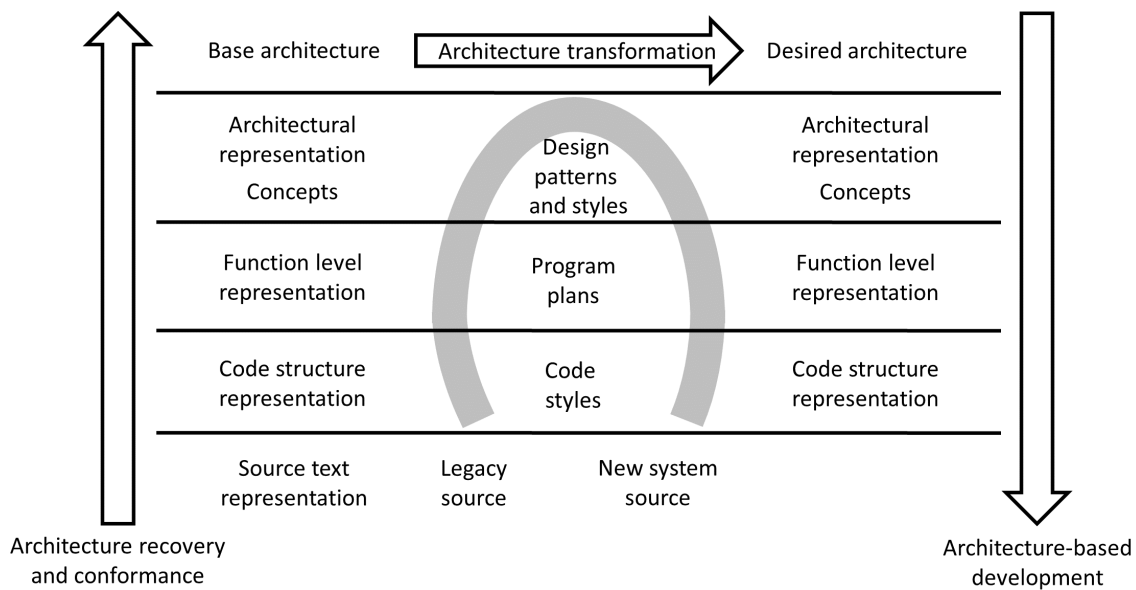 Base architecture
Architecture transformation
Desired architecture
Architectural
representation
Concepts
Design
patterns
and styles
Architectural
representation
Concepts
Function level
representation
Program
plans
Function level
representation
Code structure
representation
Code
styles
Code structure
representation
Source text
representation
Legacy
source
New system
source
Architecture recovery
and conformance
Architecture-based
development